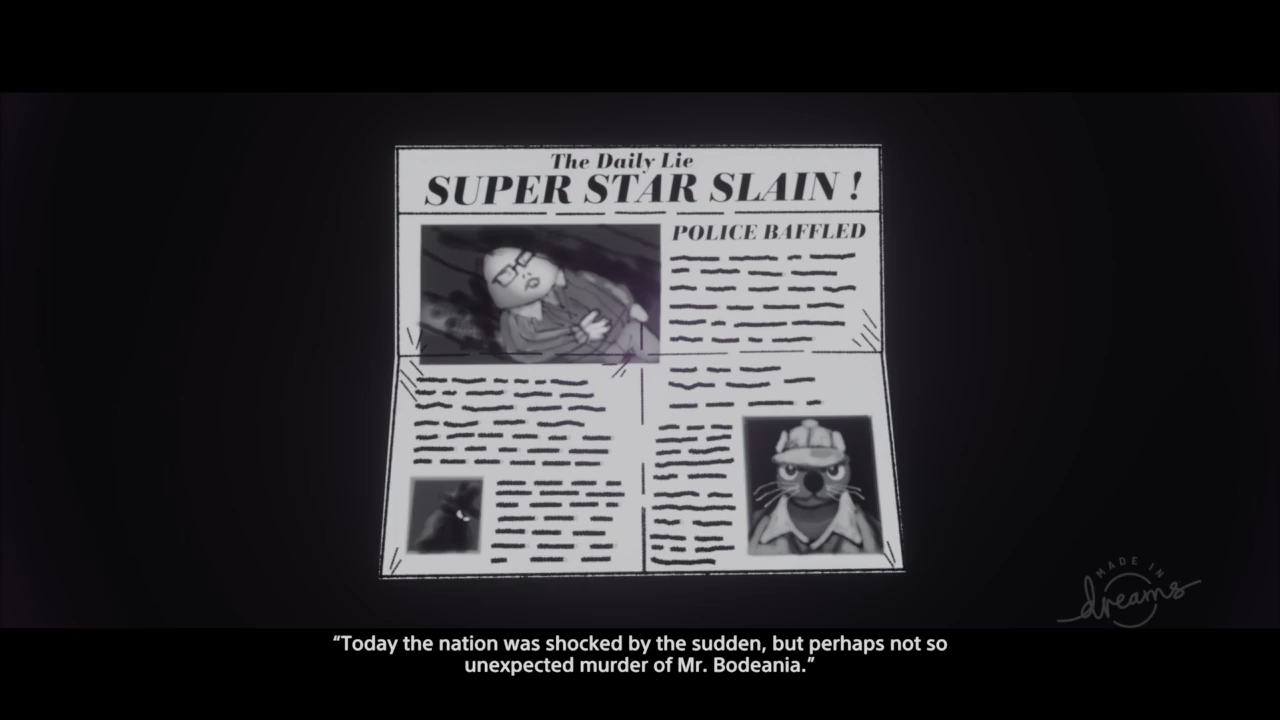 The Daily Lie
SUPER STAR SLAIN !
POLICE BAFFLED
MADE IN
dreams
“Today the nation was shocked by the sudden, but perhaps not so
unexpected murder of Mr. Bodeania.”